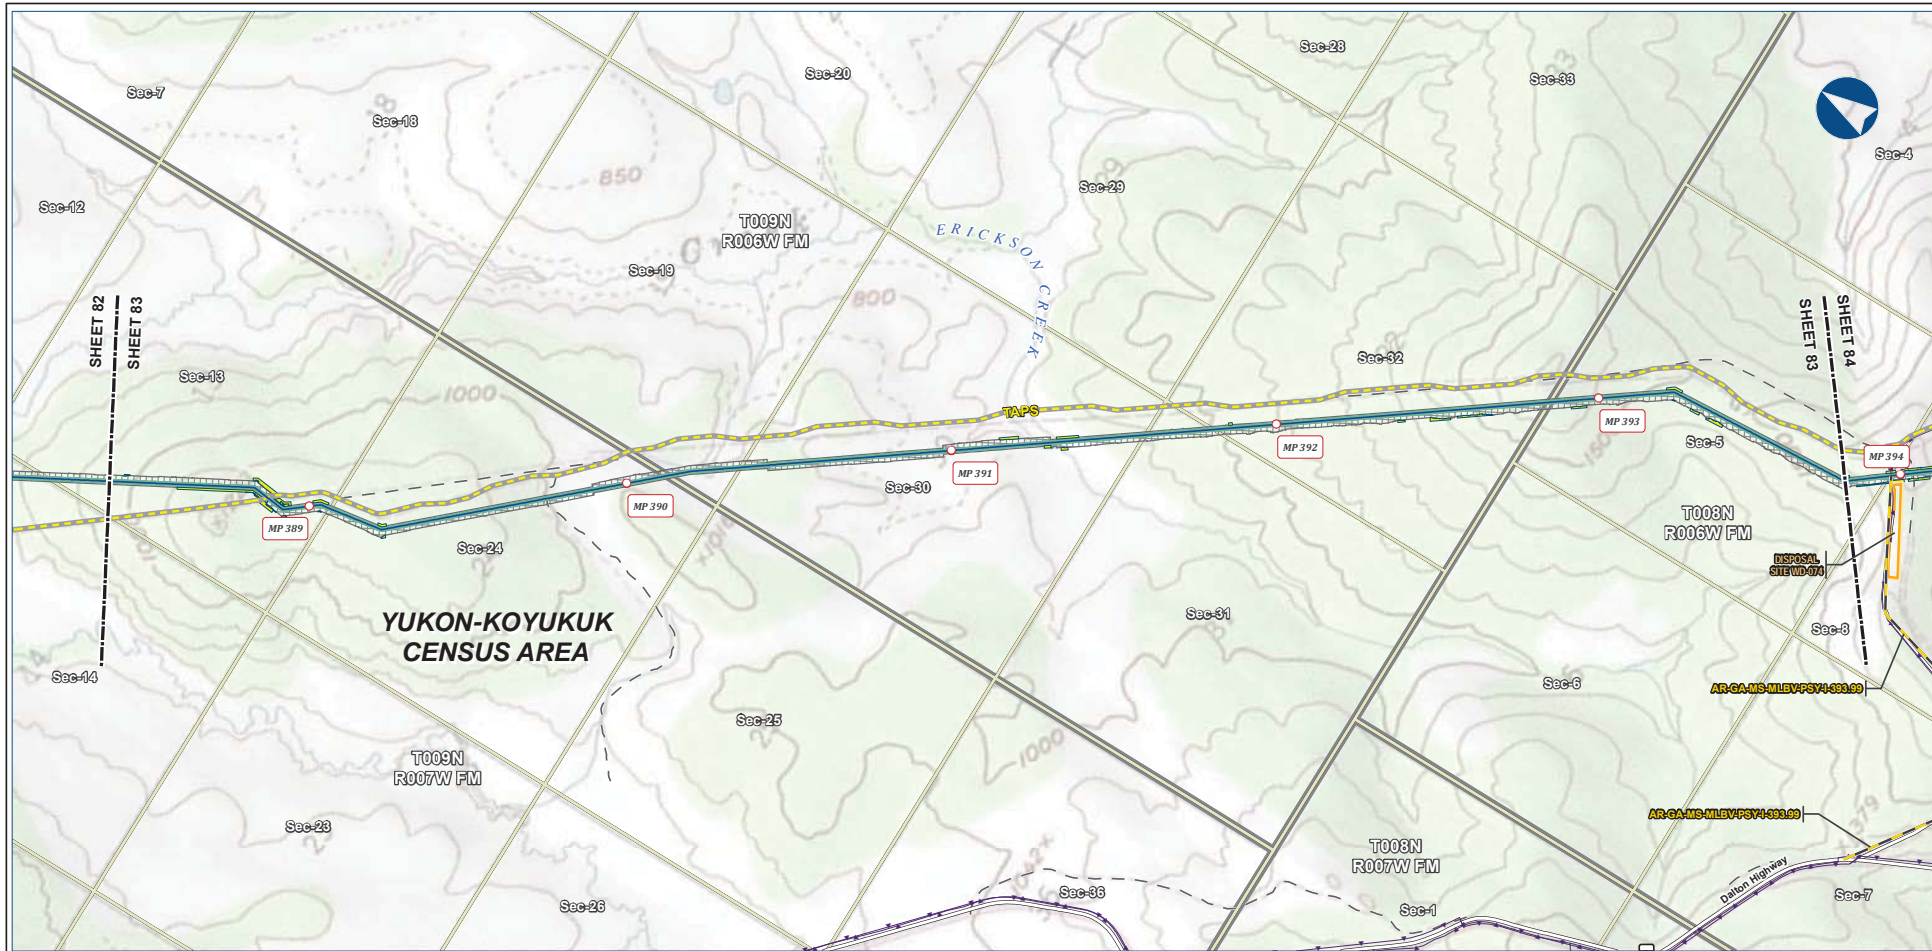 Sec-28
Sec-20
Sec-33
Sec-7
Sec-18
Sec-4
850
Sec-29
Sec-12
T009N
R006W FM
ERICKSON CREEK
Sec-19
800
SHEET 82
SHEET 83
SHEET 84
SHEET 83
Sec-32
Sec-13
1000
TAPS
MP 393
Sec-5
MP 392
MP 394
MP 391
Sec-30
MP 390
MP 389
T008N
R006W FM
Sec-24
DISPOSAL
SITE WD-074
YUKON-KOYUKUK
CENSUS AREA
Sec-31
Sec-8
Sec-14
Sec-6
AR-GA-MS-MLBV-PSY-I-393.99
Sec-25
1000
T009N
R007W FM
AR-GA-MS-MLBV-PSY-I-393.99
Sec-23
T008N
R007W FM
Dalton Highway
Sec-36
Sec-7
Sec-26
Sec-1